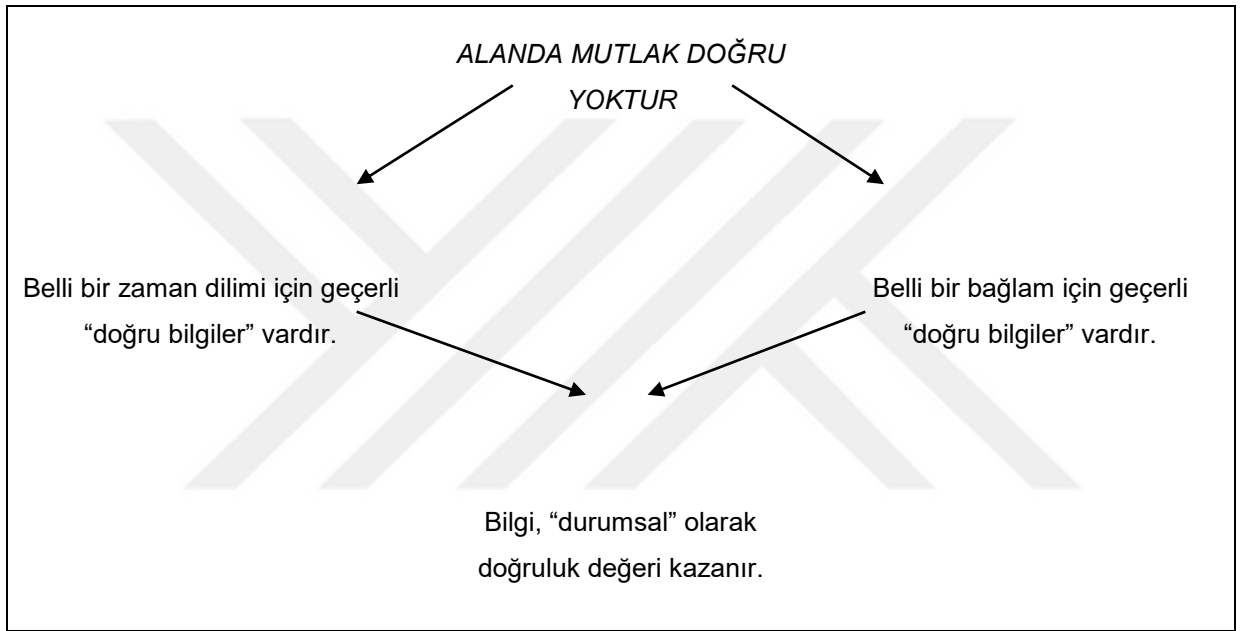 ALANDA MUTLAK DOĞRU
YOKTUR
Belli bir zaman dilimi için geçerli
“doğru bilgiler” vardır.
Belli bir bağlam için geçerli
“doğru bilgiler” vardır.
Bilgi, “durumsal” olarak
doğruluk değeri kazanır.